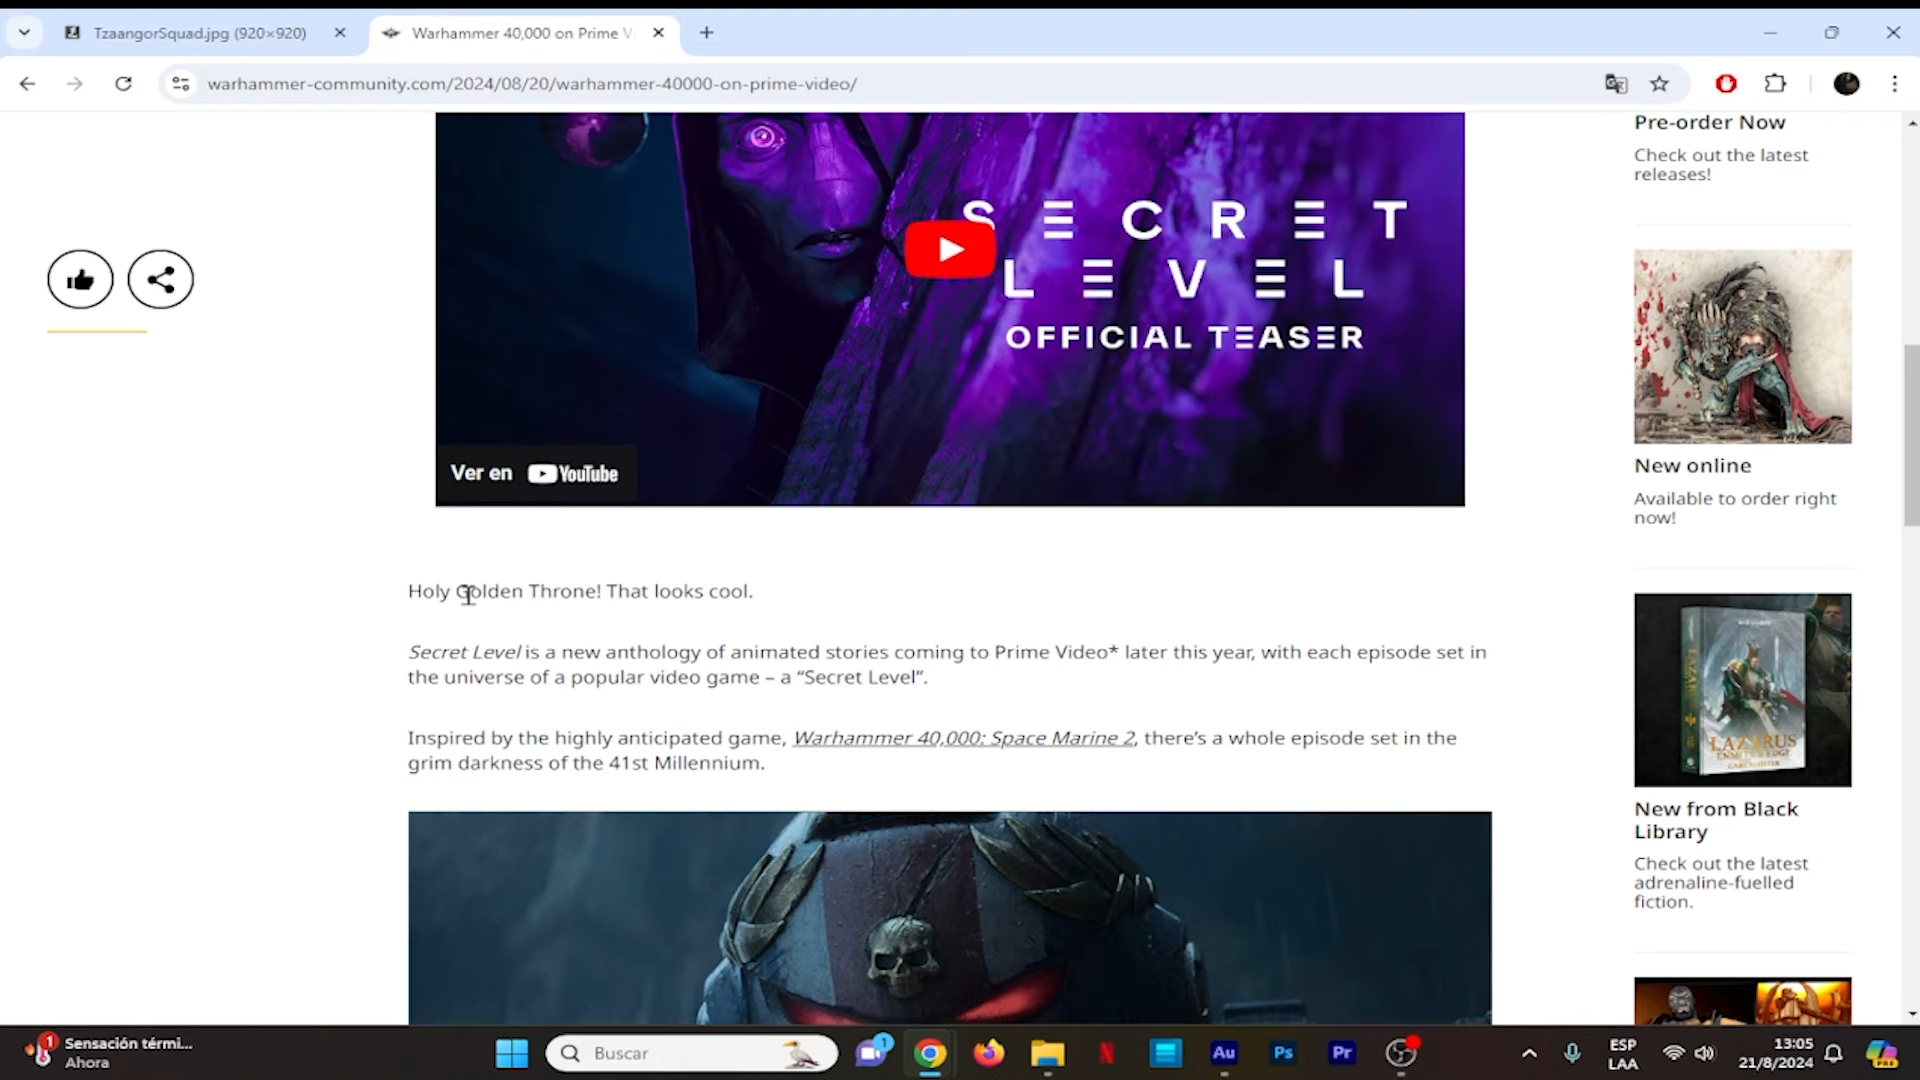 TzaangorSquad.jpg (920×920)
Warhammer 40,000 on Prime V
warhammer-community.com/2024/08/20/warhammer-40000-on-prime-video/
SECRET
LEVEL
OFFICIAL TEASER
Ver en YouTube
Holy Golden Throne! That looks cool.
Secret Level is a new anthology of animated stories coming to Prime Video* later this year, with each episode set in
the universe of a popular video game – a “Secret Level”.
Inspired by the highly anticipated game, Warhammer 40,000: Space Marine 2, there’s a whole episode set in the
grim darkness of the 41st Millennium.
Pre-order Now
Check out the latest
releases!
New online
Available to order right
now!
LAZARUS
New from Black
Library
Check out the latest
adrenaline-fuelled
fiction.
1
Sensación térmi...
Ahora
Buscar
1
N
Au
Ps
Pr
ESP
LAA
13:05
21/8/2024
PRE